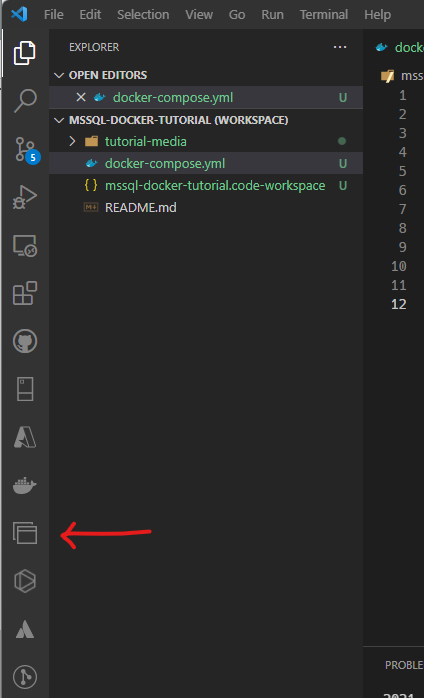 File Edit Selection View Go Run Terminal Help
EXPLORER ···
OPEN EDITORS
docker-compose.yml U
MSSQL-DOCKER-TUTORIAL (WORKSPACE)
tutorial-media
docker-compose.yml U
{} mssql-docker-tutorial.code-workspace U
README.md
5
dock
mss
1
2
3
4
5
6
7
8
9
10
11
12
PROBLE